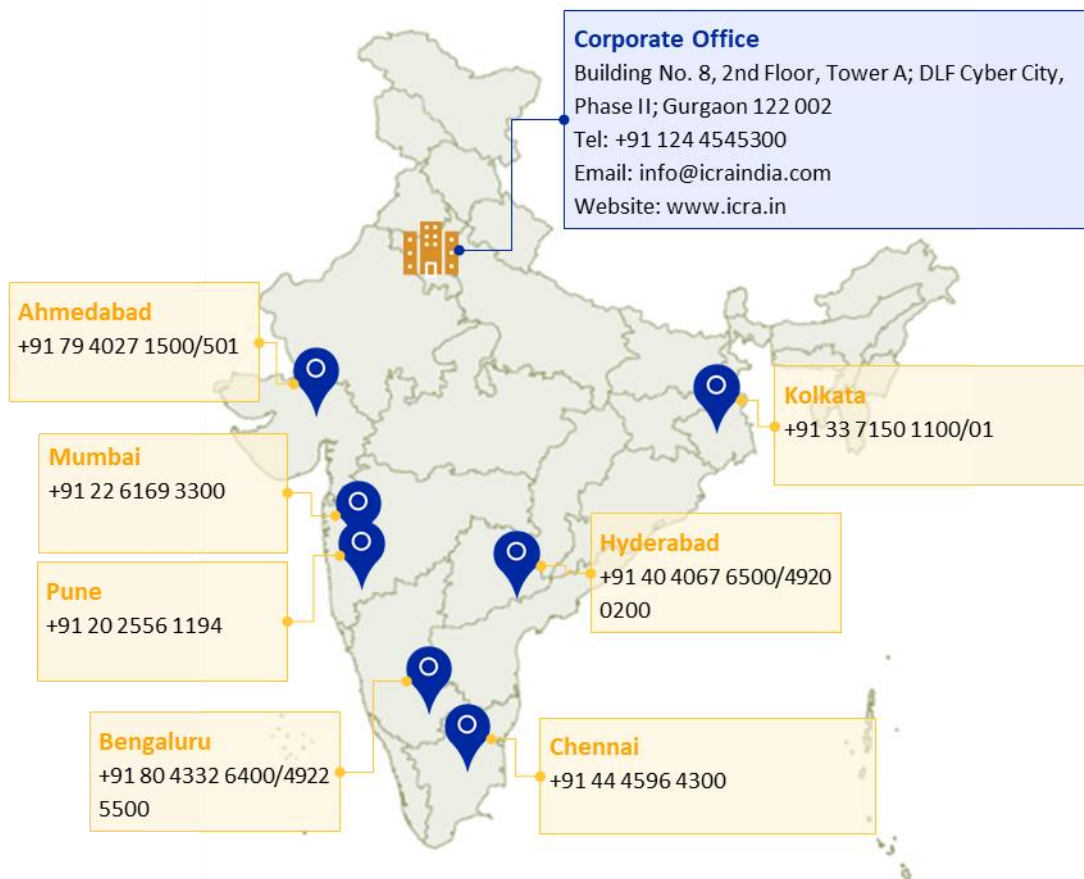 Corporate Office
Building No. 8, 2nd Floor, Tower A; DLF Cyber City,
Phase II; Gurgaon 122 002
Tel: +91 124 4545300
Email: info@icraindia.com
Website: www.icra.in
Ahmedabad
+91 79 4027 1500/501
Kolkata
+91 33 7150 1100/01
Mumbai
+91 22 6169 3300
Hyderabad
+91 40 4067 6500/4920
0200
Pune
+91 20 2556 1194
Bengaluru
+91 80 4332 6400/4922
5500
Chennai
+91 44 4596 4300